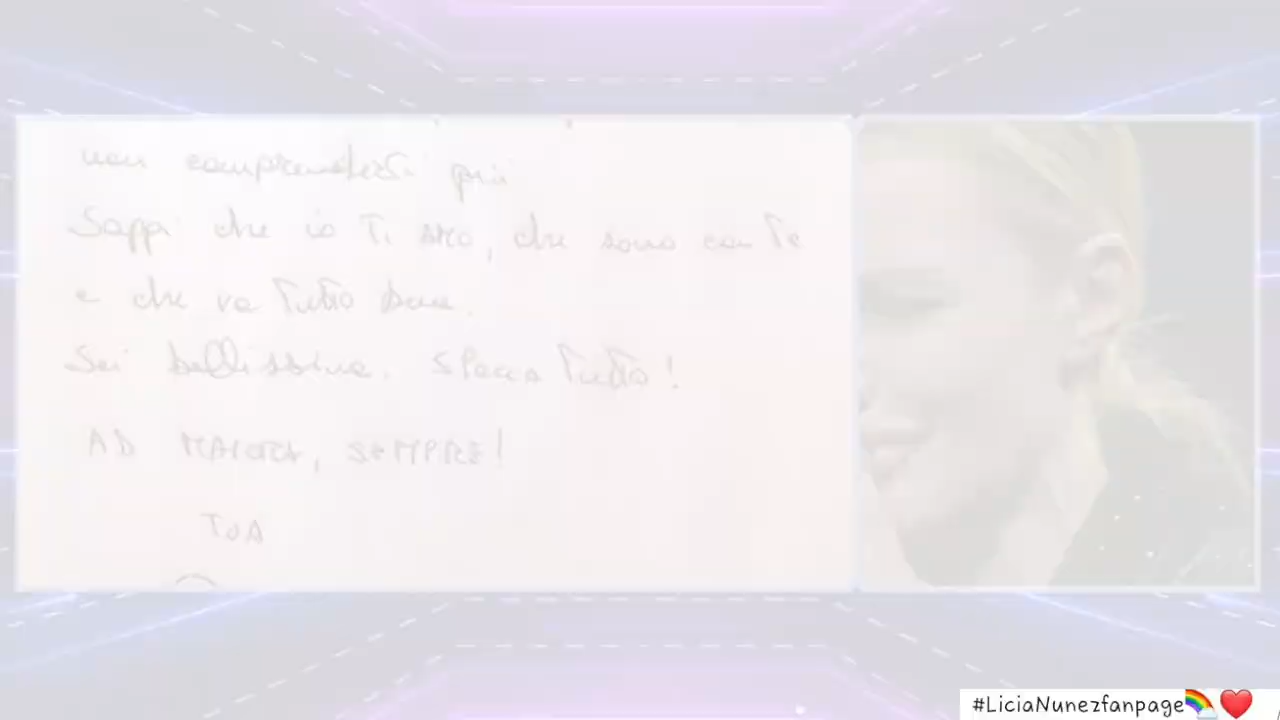 non comprendersi più
Sappi che io Ti amo, che sono con Te
e che va Tutto bene.
Sei bellissima. Spacca Tutto!
AD MAIORA, SEMPRE!
TUA
#LiciaNunezfanpage🌈❤️